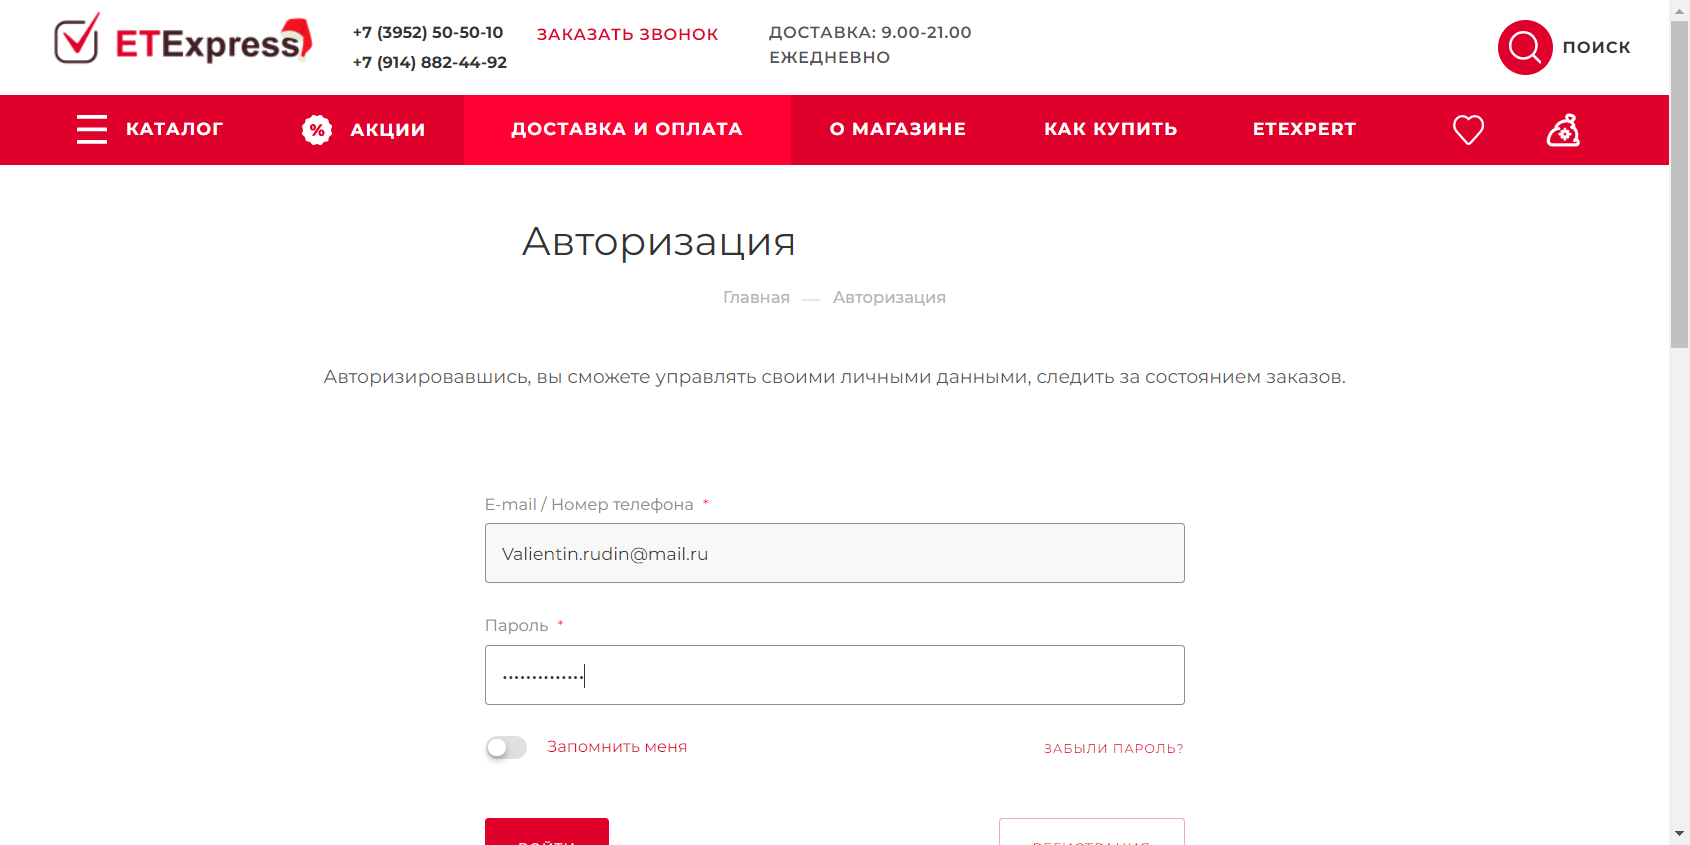 ETExpress
+7 (3952) 50-50-10
+7 (914) 882-44-92
ЗАКАЗАТЬ ЗВОНОК
ДОСТАВКА: 9.00-21.00
ЕЖЕДНЕВНО
ПОИСК
КАТАЛОГ
% АКЦИИ
ДОСТАВКА И ОПЛАТА
О МАГАЗИНЕ
КАК КУПИТЬ
ETEXPERT
Авторизация
Главная — Авторизация
Авторизировавшись, вы сможете управлять своими личными данными, следить за состоянием заказов.
E-mail / Номер телефона *
Valientin.rudin@mail.ru
Пароль *
••••••••••••••
Запомнить меня
ЗАБЫЛИ ПАРОЛЬ?
ВОЙТИ
РЕГИСТРАЦИЯ